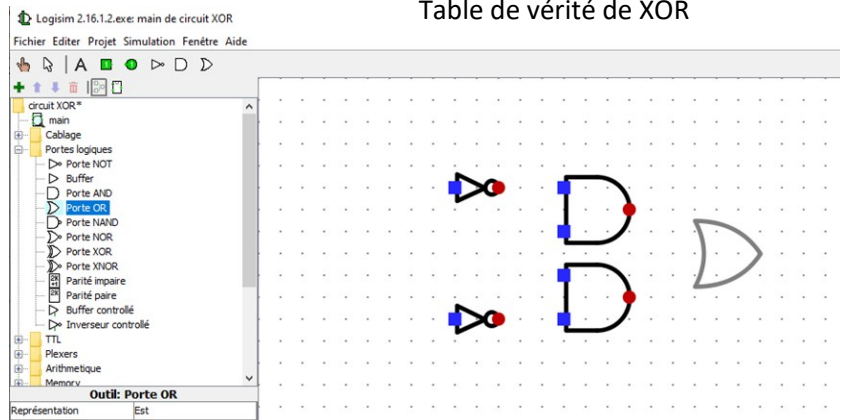 Table de vérité de XOR
Logisim 2.16.1.2.exe: main de circuit XOR
Fichier Editer Projet Simulation Fenêtre Aide
A
circuit XOR*
main
Cablage
Portes logiques
Porte NOT
Buffer
Porte AND
Porte OR
Porte NAND
Porte NOR
Porte XOR
Porte XNOR
Parité impaire
Parité paire
Buffer controllé
Inverseur controllé
TTL
Plexers
Arithmetique
Memory
Outil: Porte OR
Représentation Est